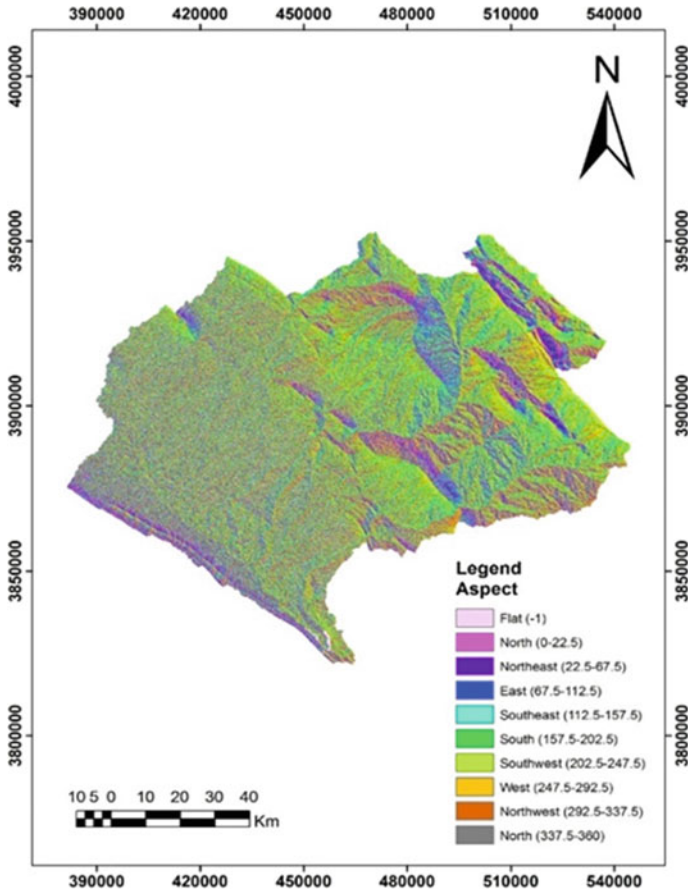 390000 420000 450000 480000 510000 540000
N
4000000 4000000
3950000 3950000
3900000 3900000
3850000 3850000
3800000 3800000
Legend
Aspect
Flat (-1)
North (0-22.5)
Northeast (22.5-67.5)
East (67.5-112.5)
Southeast (112.5-157.5)
South (157.5-202.5)
Southwest (202.5-247.5)
West (247.5-292.5)
Northwest (292.5-337.5)
North (337.5-360)
10 5 0 10 20 30 40
Km
390000 420000 450000 480000 510000 540000